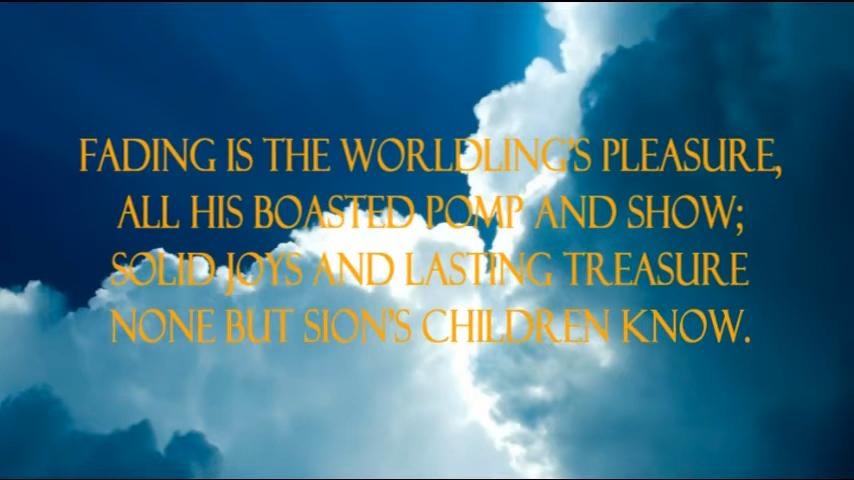 FADING IS THE WORLDLING'S PLEASURE,
ALL HIS BOASTED POMP AND SHOW;
SOLID JOYS AND LASTING TREASURE
NONE BUT SION'S CHILDREN KNOW.